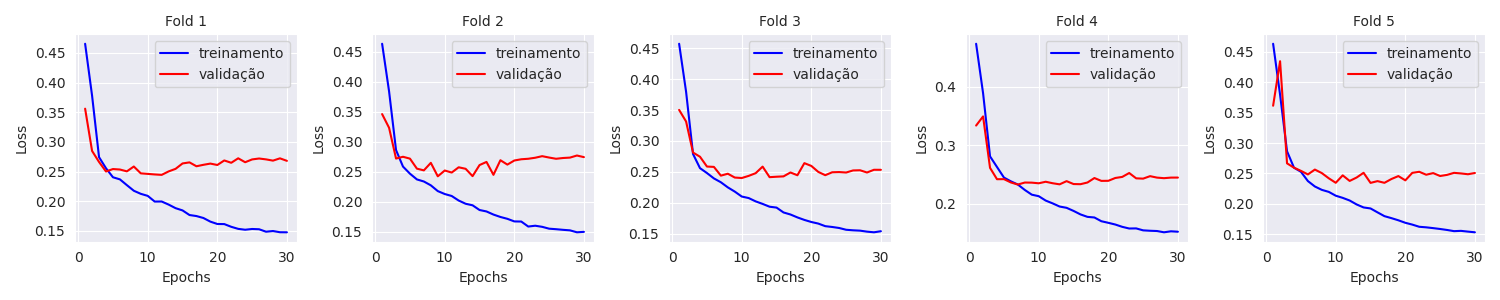 Fold 1
Loss
0.45
0.40
0.35
0.30
0.25
0.20
0.15
treinamento
validação
0
10
20
30
Epochs
Fold 2
Loss
0.45
0.40
0.35
0.30
0.25
0.20
0.15
treinamento
validação
0
10
20
30
Epochs
Fold 3
Loss
0.45
0.40
0.35
0.30
0.25
0.20
0.15
treinamento
validação
0
10
20
30
Epochs
Fold 4
Loss
0.4
0.3
0.2
treinamento
validação
0
10
20
30
Epochs
Fold 5
Loss
0.45
0.40
0.35
0.30
0.25
0.20
0.15
treinamento
validação
0
10
20
30
Epochs